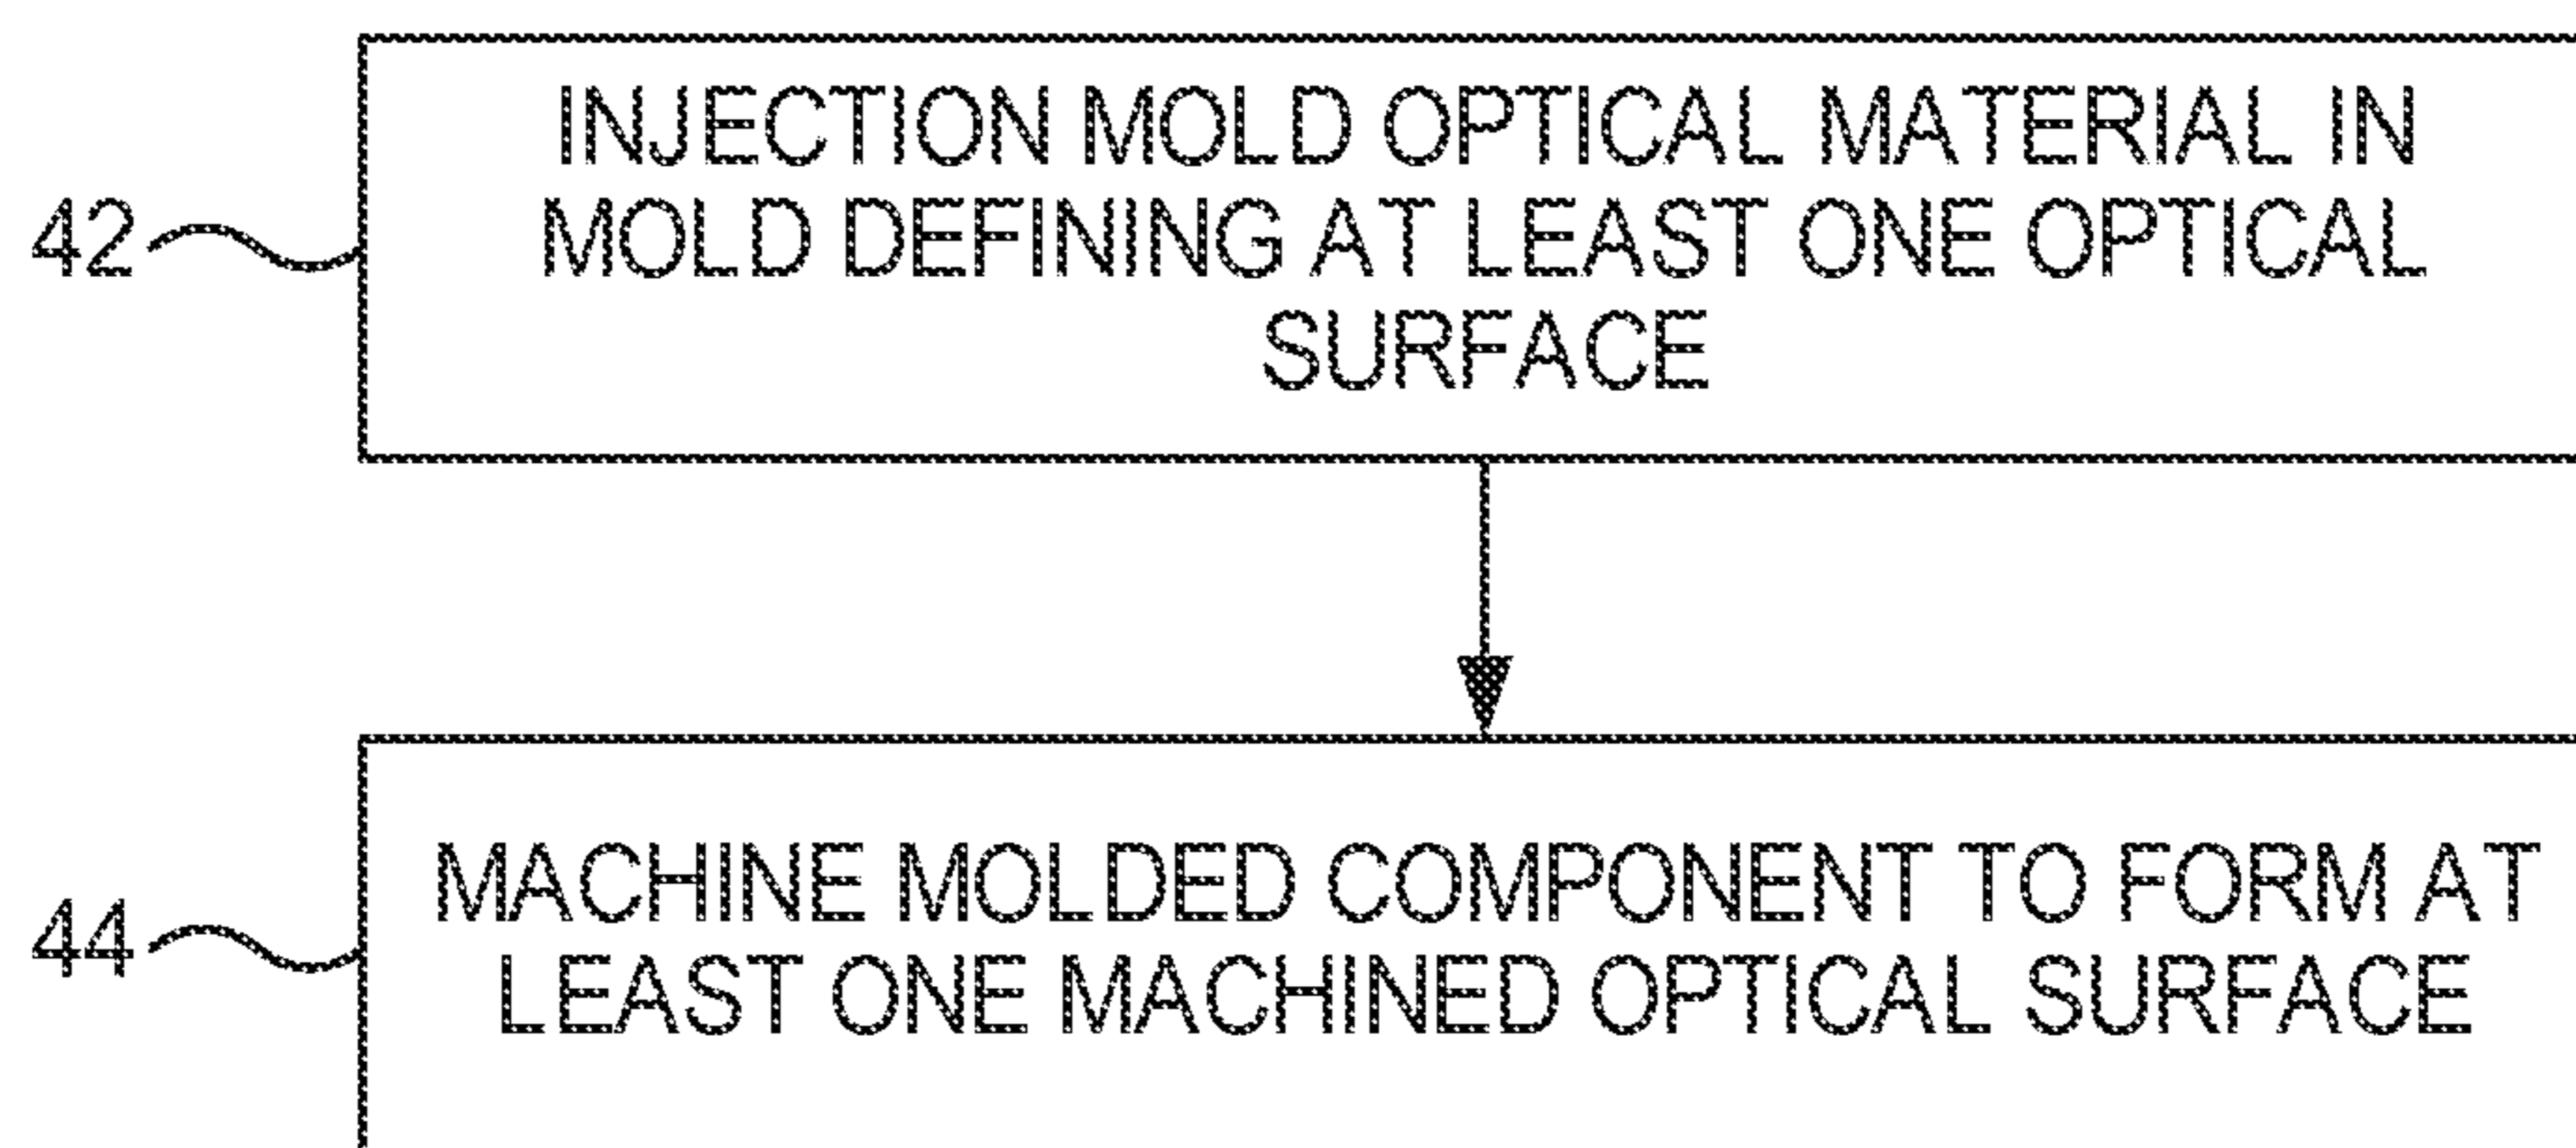 INJECTION MOLD OPTICAL MATERIAL IN
42 MOLD DEFINING AT LEAST ONE OPTICAL
SURFACE
MACHINE MOLDED COMPONENT TO FORM AT
44 LEAST ONE MACHINED OPTICAL SURFACE